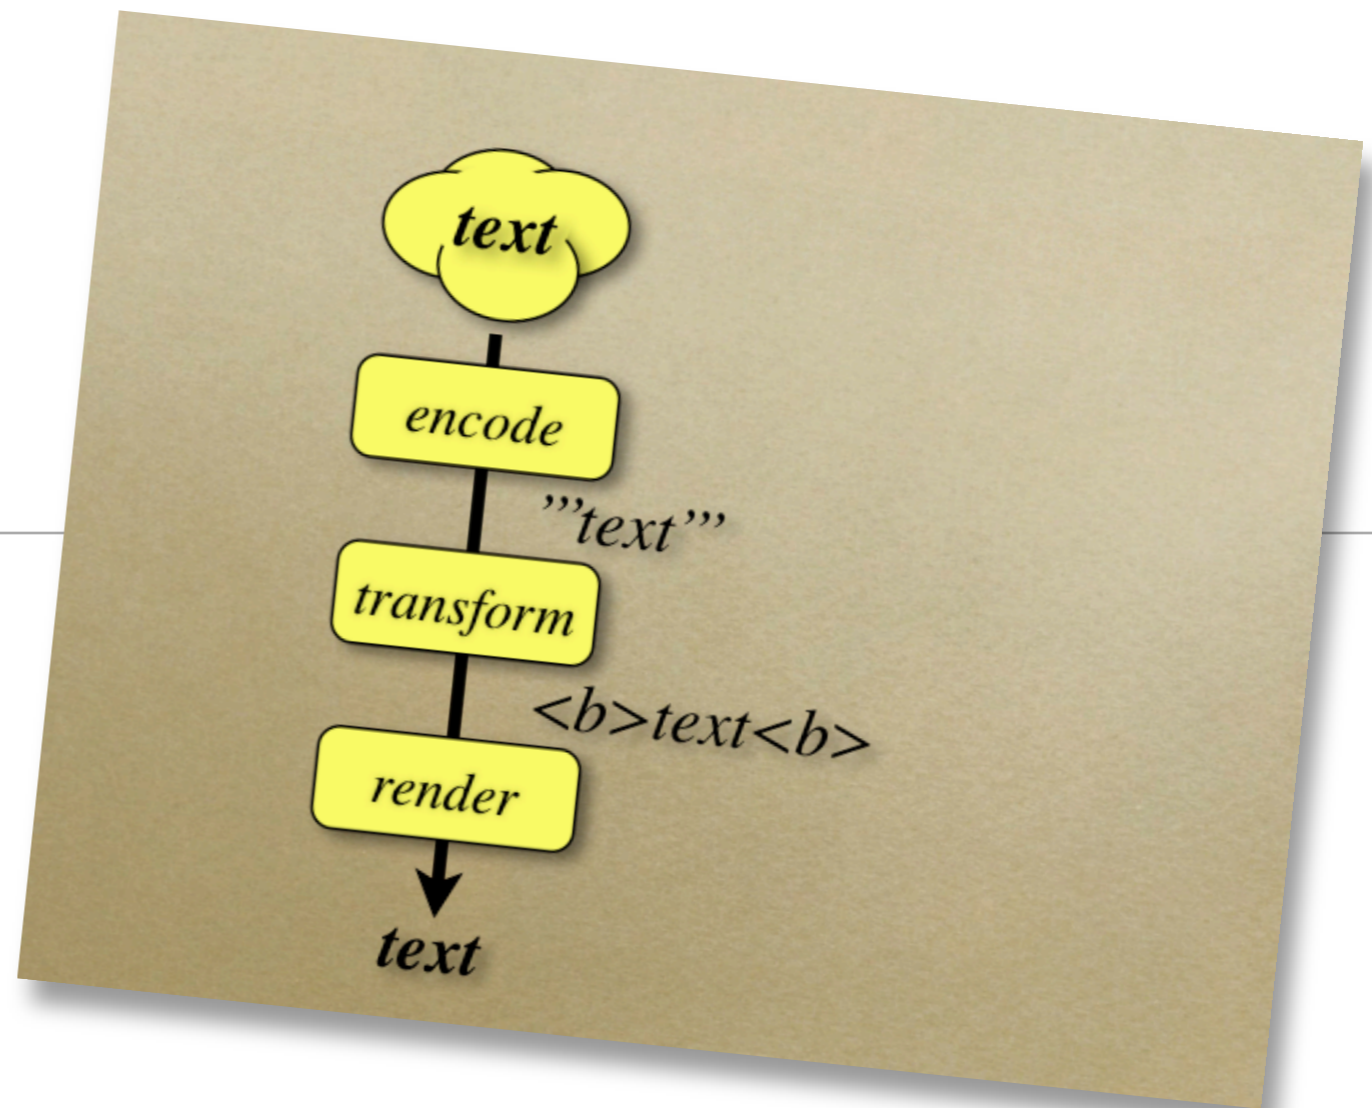 text
encode
’’’text’’’
transform
<b>text<b>
render
text